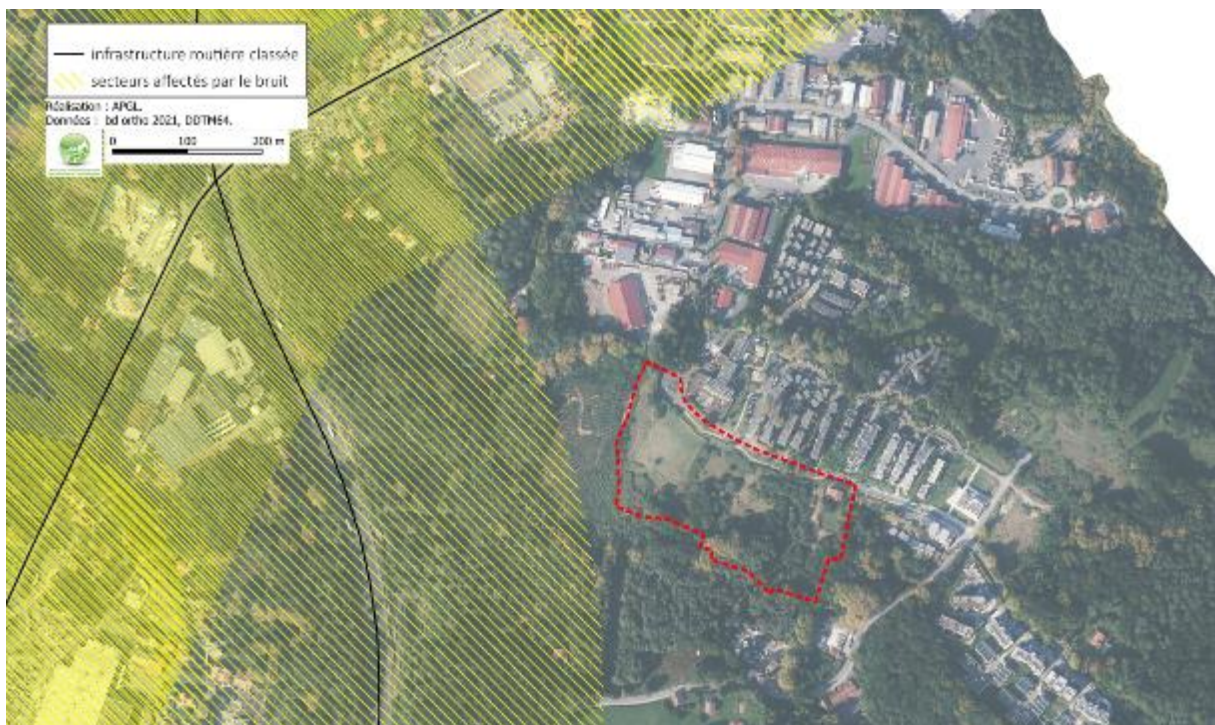 infrastructure routière classée
secteurs affectés par le bruit
Réalisation : APGL.
Données : bd ortho 2021, DDTM64.
0 100 200 m